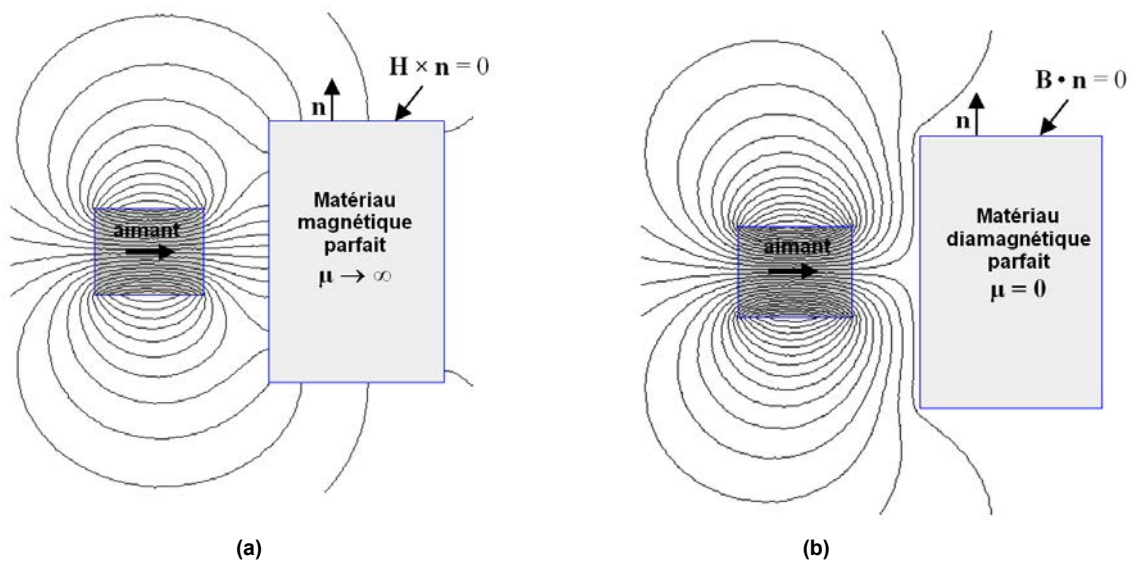 H × n = 0
n
aimant
Matériau
magnétique
parfait
μ → ∞
(a)
B • n = 0
n
aimant
Matériau
diamagnétique
parfait
μ = 0
(b)